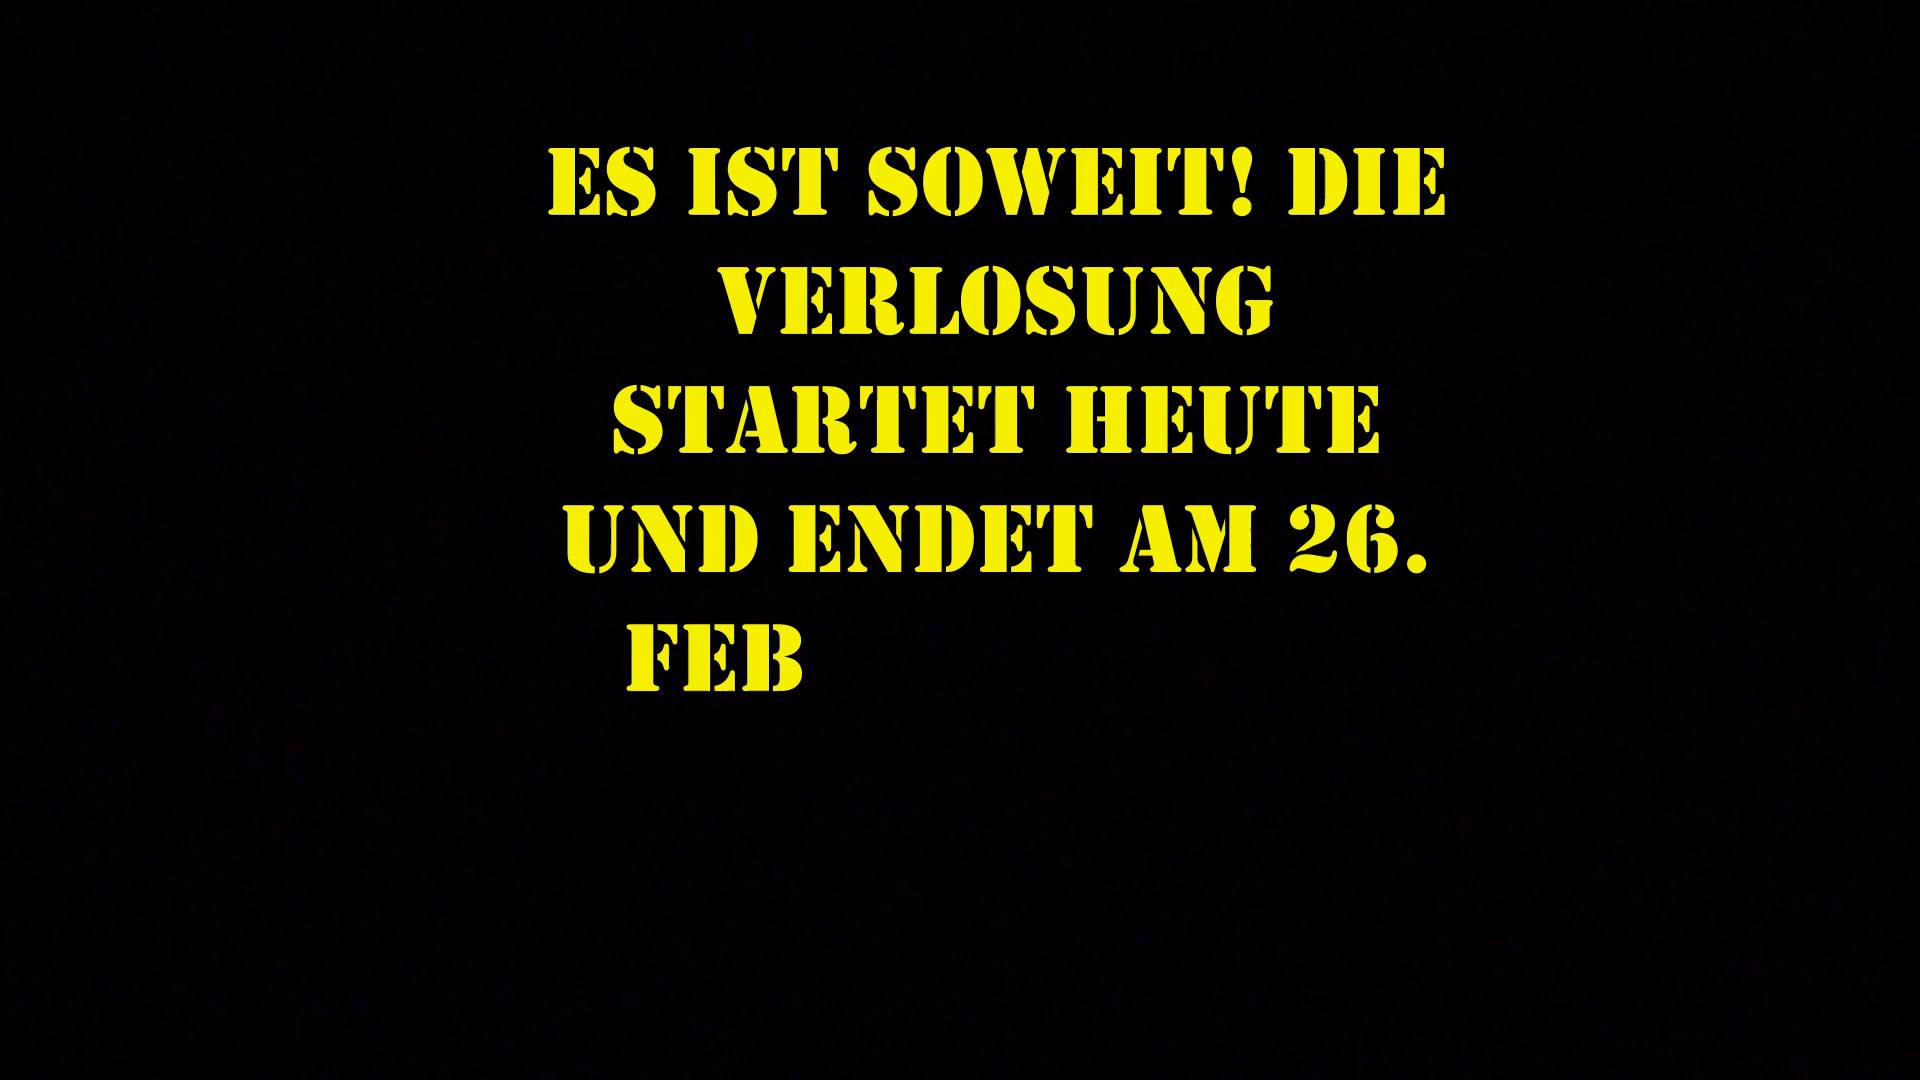 ES IST SOWEIT! DIE
VERLOSUNG
STARTET HEUTE
UND ENDET AM 26.
FEB